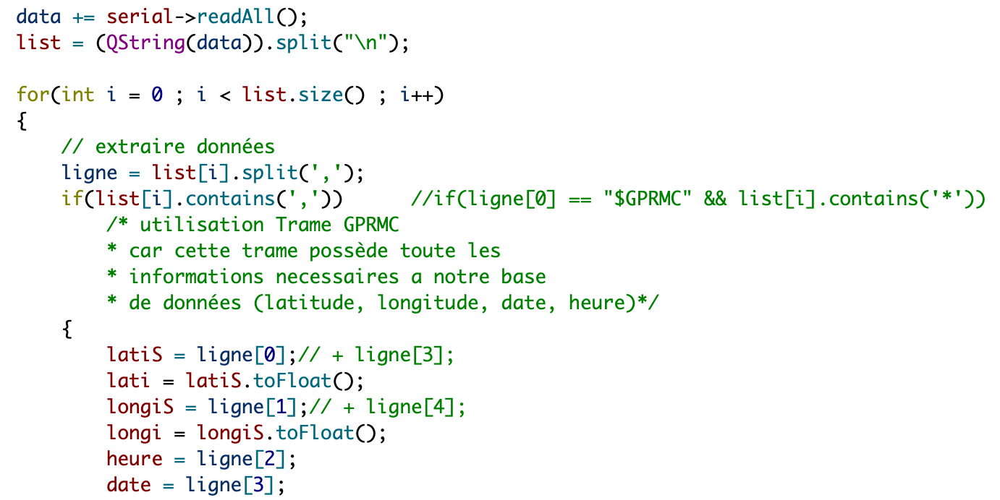 data += serial->readAll();
list = (QString(data)).split("\n");
for(int i = 0 ; i < list.size() ; i++)
{
// extraire données
ligne = list[i].split(',');
if(list[i].contains(',')) //if(ligne[0] == "$GPRMC" && list[i].contains('*'))
/* utilisation Trame GPRMC
* car cette trame possède toute les
* informations necessaires a notre base
* de données (latitude, longitude, date, heure)*/
{
latiS = ligne[0];// + ligne[3];
lati = latiS.toFloat();
longiS = ligne[1];// + ligne[4];
longi = longiS.toFloat();
heure = ligne[2];
date = ligne[3];